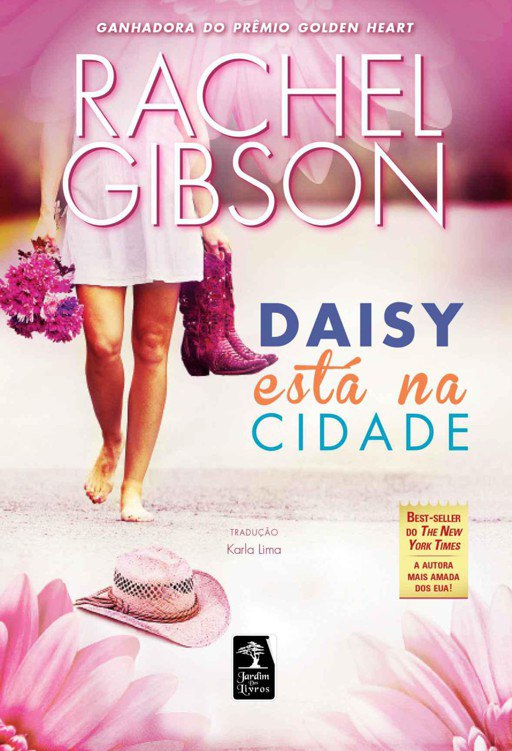 GANHADORA DO PRÊMIO GOLDEN HEART
RACHEL
GIBSON
DAISY
está na
CIDADE
TRADUÇÃO
Karla Lima
BEST-SELLER
DO THE NEW
YORK TIMES
A AUTORA
MAIS AMADA
DOS EUA!
Jardim
Dos
Livros